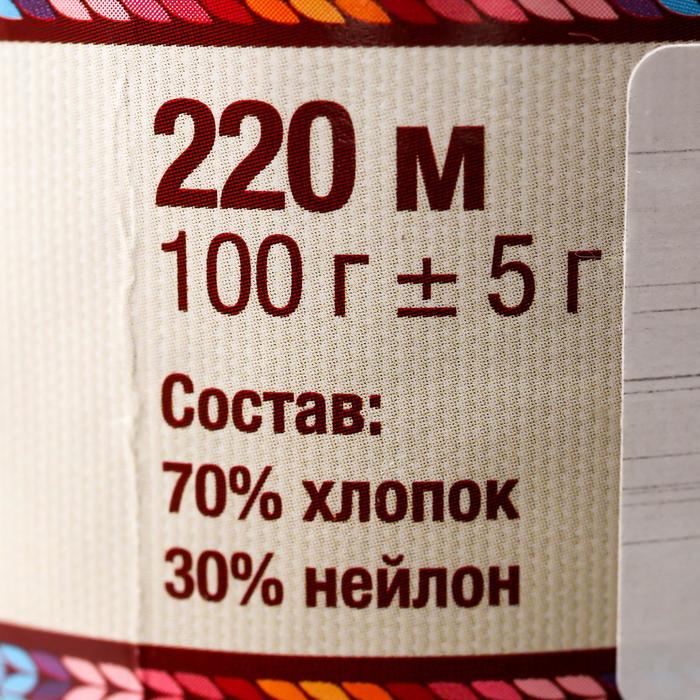 220 м
100 г ± 5 г
Состав:
70% хлопок
30% нейлон